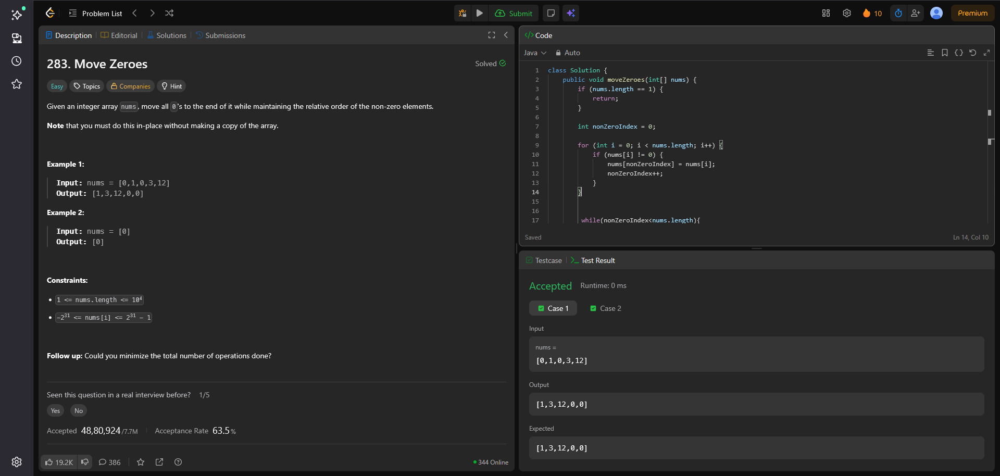 Problem List
Submit
10
Premium
Description
Editorial
Solutions
Submissions
283. Move Zeroes
Solved
Easy
Topics
Companies
Hint
Given an integer array nums, move all 0's to the end of it while maintaining the relative order of the non-zero elements.
Note that you must do this in-place without making a copy of the array.
Example 1:
Input: nums = [0,1,0,3,12]
Output: [1,3,12,0,0]
Example 2:
Input: nums = [0]
Output: [0]
Constraints:
• 1 <= nums.length <= 10⁴
• -2³¹ <= nums[i] <= 2³¹ - 1
Follow up: Could you minimize the total number of operations done?
Seen this question in a real interview before? 1/5
Yes
No
Accepted 48,80,924/7.7M
Acceptance Rate 63.5%
19.2K
386
344 Online
</> Code
Java
Auto
1 class Solution {
2     public void moveZeroes(int[] nums) {
3         if (nums.length == 1) {
4             return;
5         }
6
7         int nonZeroIndex = 0;
8
9         for (int i = 0; i < nums.length; i++) {
10             if (nums[i] != 0) {
11                 nums[nonZeroIndex] = nums[i];
12                 nonZeroIndex++;
13             }
14         }
15
16
17          while(nonZeroIndex<nums.length){
Saved
Ln 14, Col 10
Testcase
Test Result
Accepted
Runtime: 0 ms
Case 1
Case 2
Input
nums =
[0,1,0,3,12]
Output
[1,3,12,0,0]
Expected
[1,3,12,0,0]